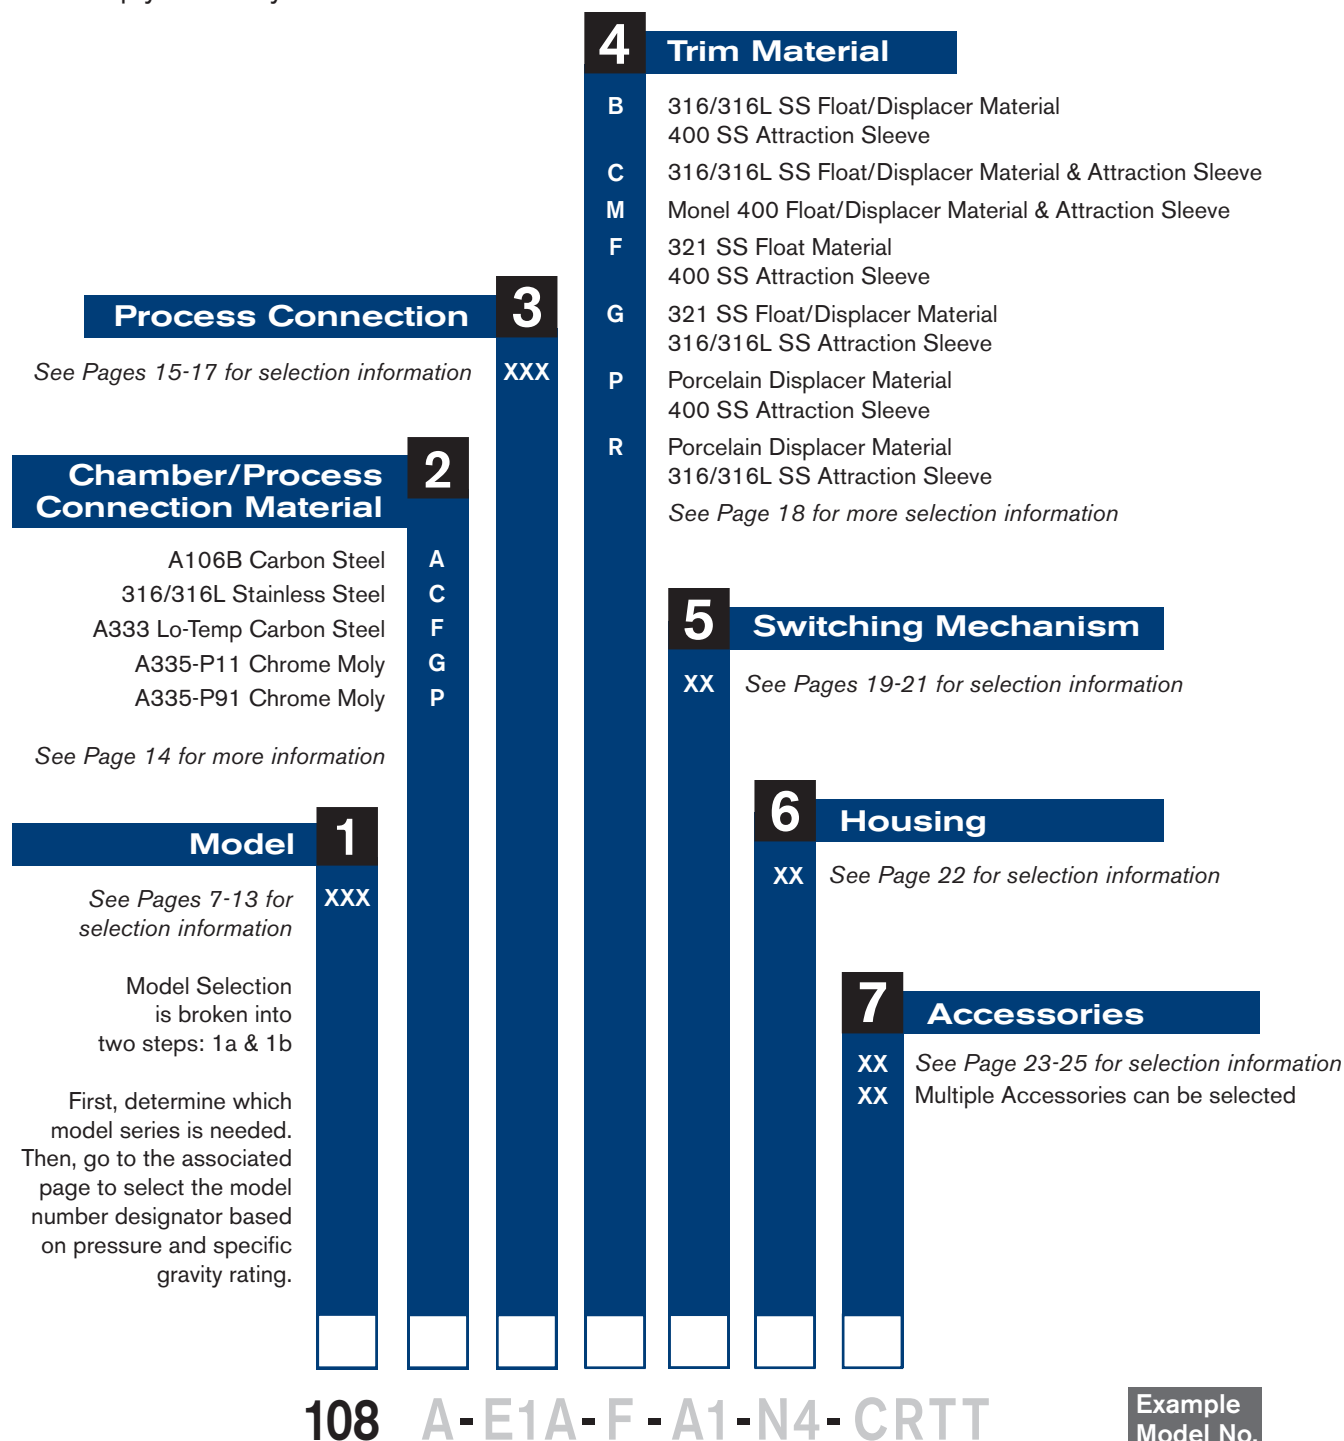 4 Trim Material
B 316/316L SS Float/Displacer Material
400 SS Attraction Sleeve
C 316/316L SS Float/Displacer Material & Attraction Sleeve
M Monel 400 Float/Displacer Material & Attraction Sleeve
F 321 SS Float Material
400 SS Attraction Sleeve
G 321 SS Float/Displacer Material
316/316L SS Attraction Sleeve
P Porcelain Displacer Material
400 SS Attraction Sleeve
R Porcelain Displacer Material
316/316L SS Attraction Sleeve
See Page 18 for more selection information
Process Connection 3
See Pages 15-17 for selection information XXX
Chamber/Process 2
Connection Material
A106B Carbon Steel A
316/316L Stainless Steel C
A333 Lo-Temp Carbon Steel F
A335-P11 Chrome Moly G
A335-P91 Chrome Moly P
See Page 14 for more information
5 Switching Mechanism
XX See Pages 19-21 for selection information
Model 1
See Pages 7-13 for XXX
selection information
Model Selection
is broken into
two steps: 1a & 1b
First, determine which
model series is needed.
Then, go to the associated
page to select the model
number designator based
on pressure and specific
gravity rating.
6 Housing
XX See Page 22 for selection information
7 Accessories
XX See Page 23-25 for selection information
XX Multiple Accessories can be selected
108 A-E1A-F-A1-N4-CRTT
Example
Model No.